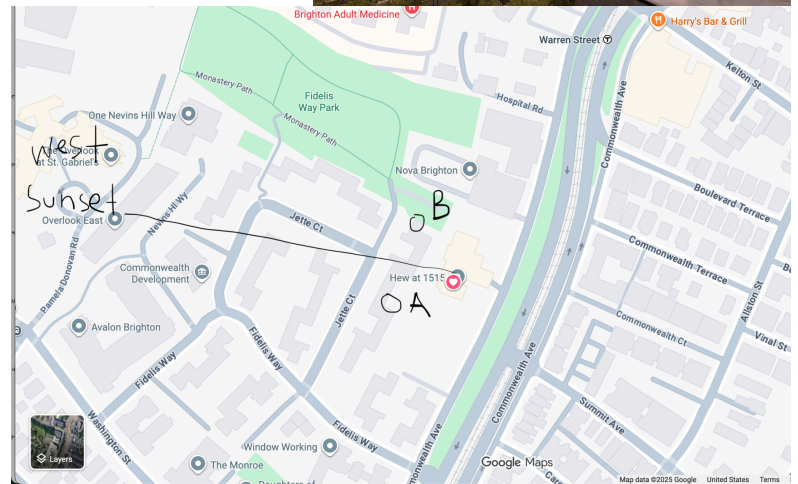 Brighton Adult Medicine
Harry's Bar & Grill
Warren Street
Kelton St
Monastery Path
Fidelis
Way Park
Hospital Rd
Commonwealth Ave
One Nevins Hill Way
Monastery Path
West
at St. Gabriel's
Nova Brighton
Boulevard Terrace
Sunset
Overlook East
Nevins Hl Wy
Jette Ct
B
Commonwealth Terrace
Pamela Donovan Rd
Commonwealth
Development
Hew at 1515
A
Allston St
Jette Ct
Commonwealth Ct
Vinal St
Avalon Brighton
Fidelis Way
Fidelis Way
Commonwealth Ave
Summit Ave
Washington St
Fidelis Way
Window Working
Layers
The Monroe
Google Maps
Daughters of
Map data ©2025 Google United States Terms